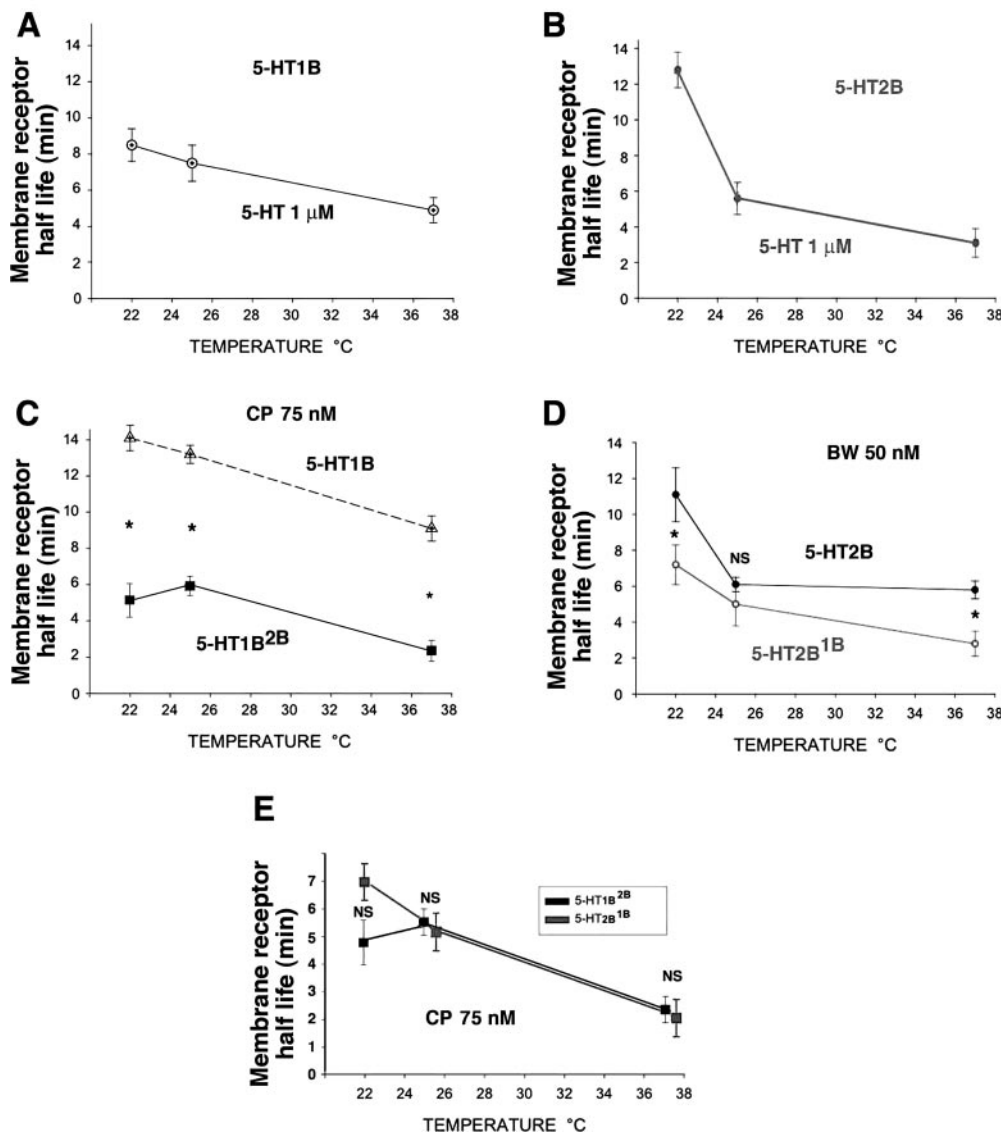 A
Membrane receptor
half life (min)
14
12
10
8
6
4
2
0
5-HT1B
5-HT 1 μM
22 24 26 28 30 32 34 36 38
TEMPERATURE °C
B
Membrane receptor
half life (min)
14
12
10
8
6
4
2
0
5-HT2B
5-HT 1 μM
22 24 26 28 30 32 34 36 38
TEMPERATURE °C
C
CP 75 nM
Membrane receptor
half life (min)
14
12
10
8
6
4
2
0
5-HT1B
*
*
*
5-HT1B2B
22 24 26 28 30 32 34 36 38
TEMPERATURE °C
D
BW 50 nM
Membrane receptor
half life (min)
14
12
10
8
6
4
2
0
*
NS
5-HT2B
*
5-HT2B1B
22 24 26 28 30 32 34 36 38
TEMPERATURE °C
E
Membrane receptor
half life (min)
7
6
5
4
3
2
1
0
NS
NS
5-HT1B2B
5-HT2B1B
NS
CP 75 nM
22 24 26 28 30 32 34 36 38
TEMPERATURE °C